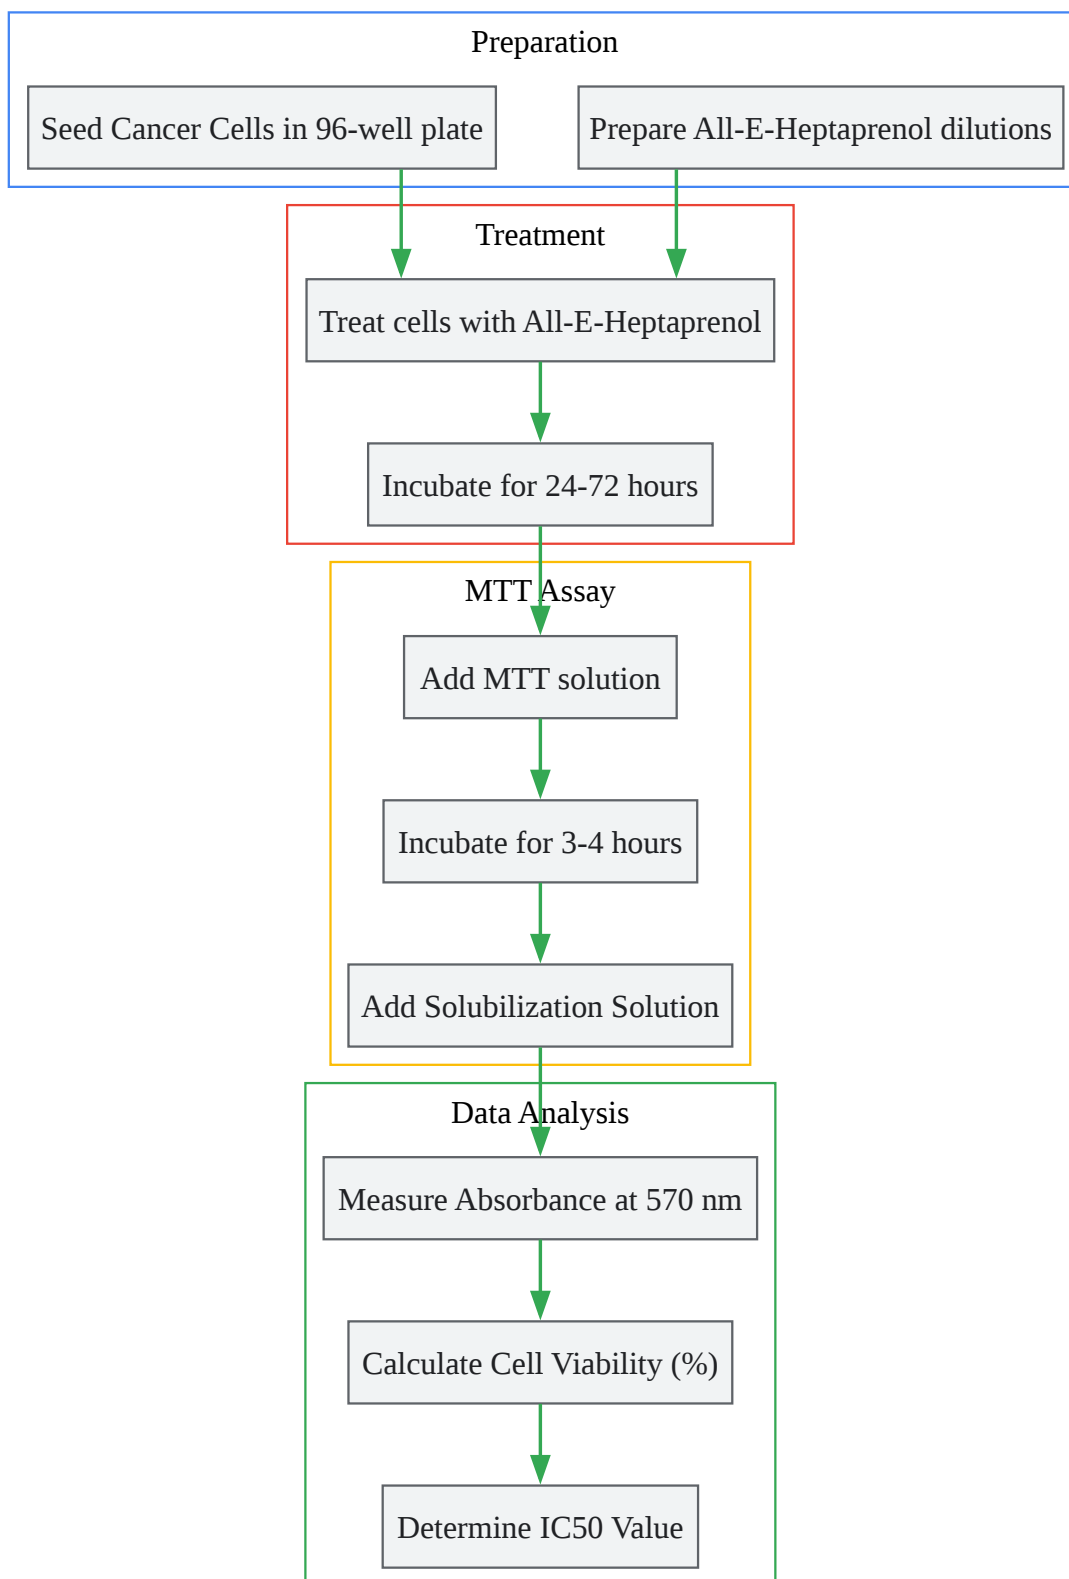 Preparation
Seed Cancer Cells in 96-well plate
Prepare All-E-Heptaprenol dilutions
Treatment
Treat cells with All-E-Heptaprenol
Incubate for 24-72 hours
MTT Assay
Add MTT solution
Incubate for 3-4 hours
Add Solubilization Solution
Data Analysis
Measure Absorbance at 570 nm
Calculate Cell Viability (%)
Determine IC50 Value